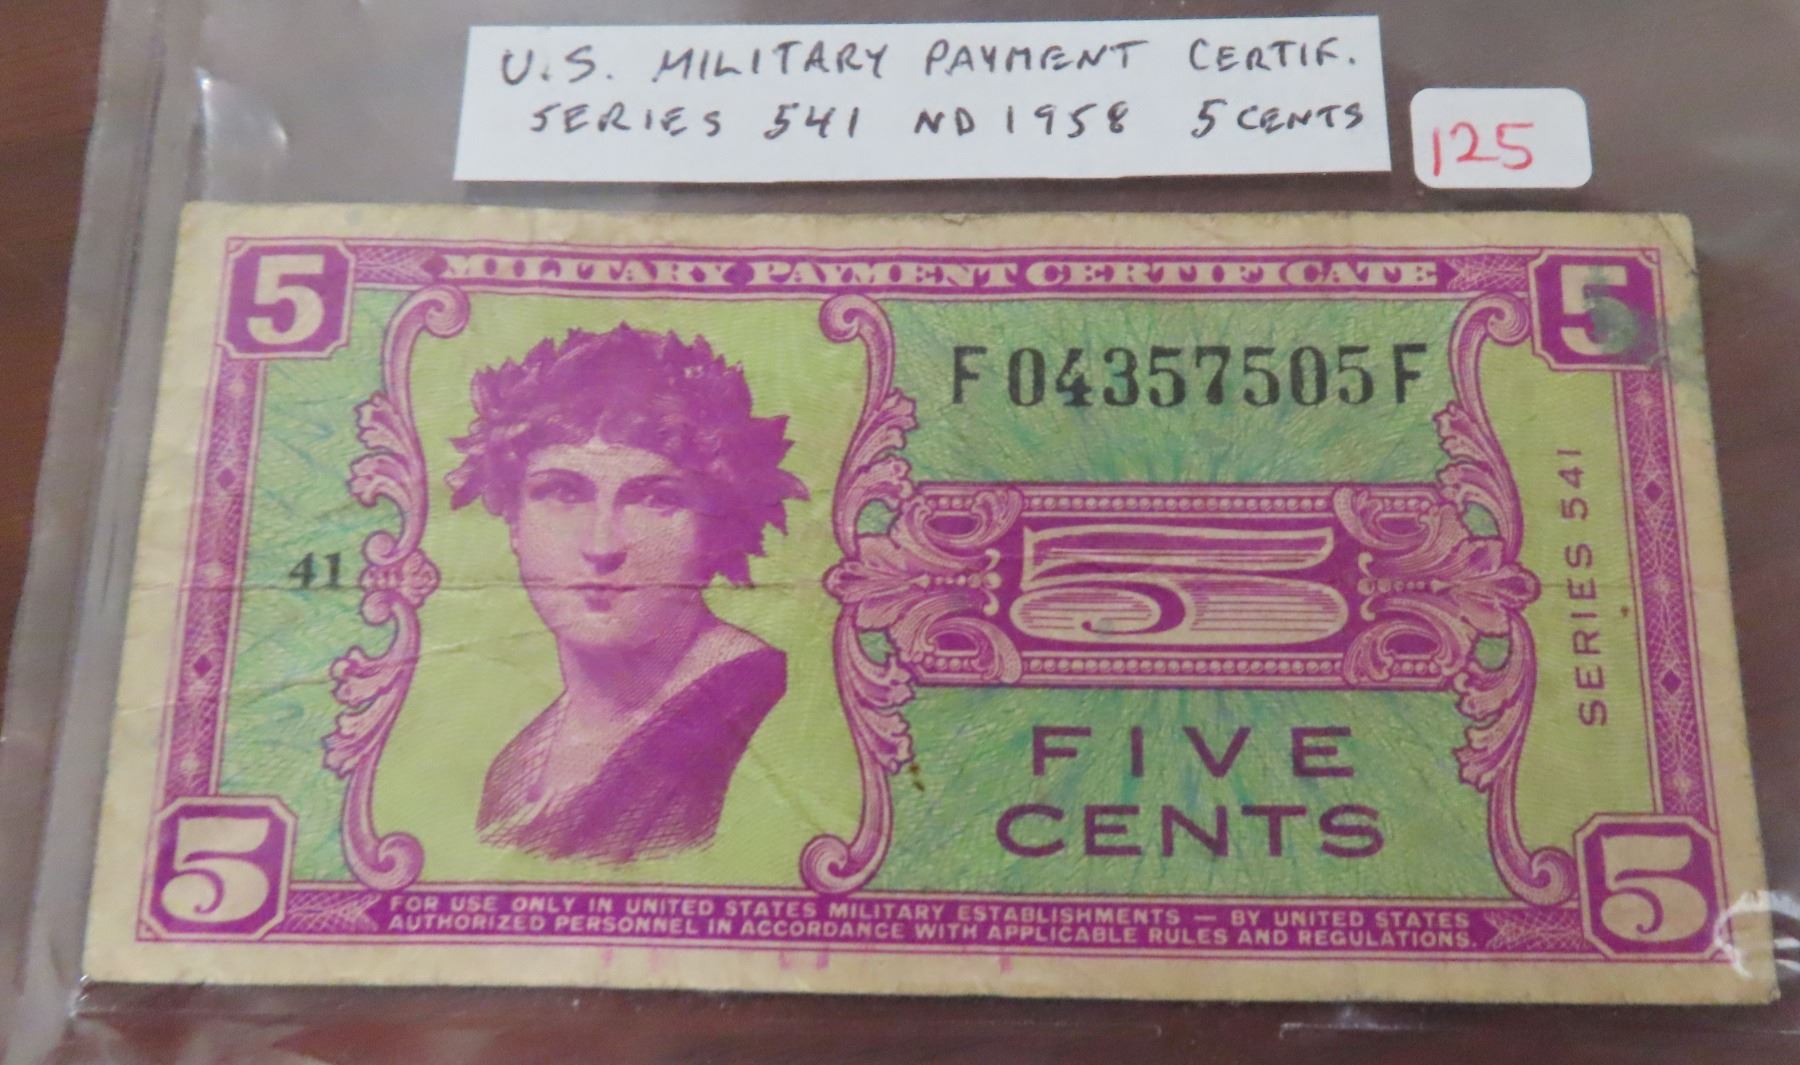 U.S. MILITARY PAYMENT CERTIF.
SERIES 541 ND 1958 5 CENTS
125
5 MILITARY PAYMENT CERTIFICATE 5
F04357505F
41
5
SERIES 541
FIVE
CENTS
5 5
FOR USE ONLY IN UNITED STATES MILITARY ESTABLISHMENTS — BY UNITED STATES
AUTHORIZED PERSONNEL IN ACCORDANCE WITH APPLICABLE RULES AND REGULATIONS.